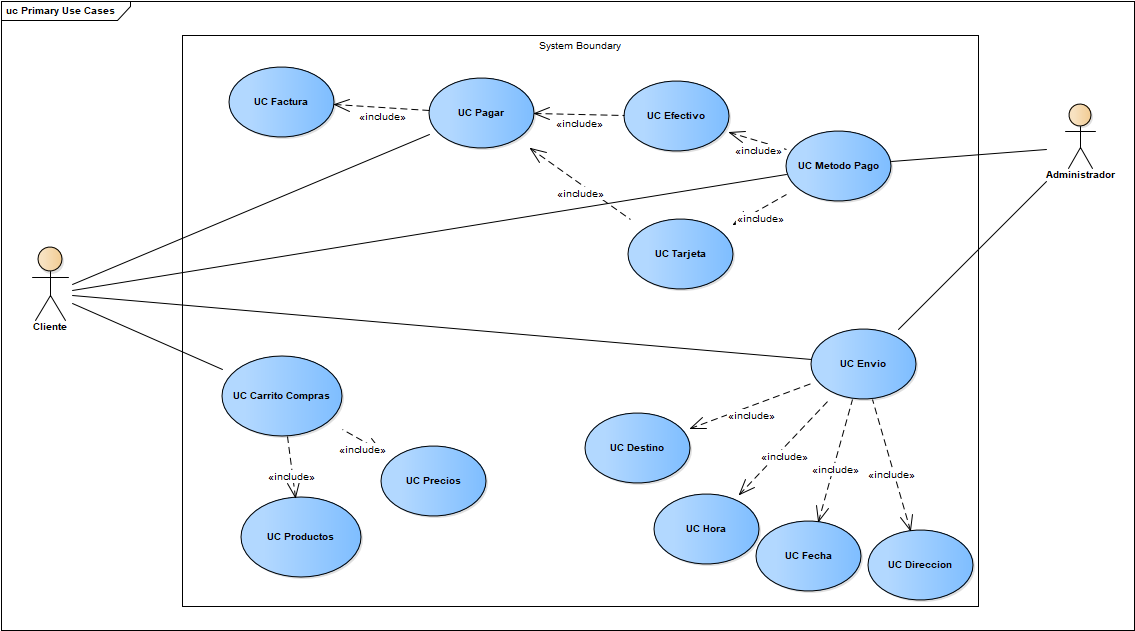 uc Primary Use Cases
System Boundary
UC Factura
UC Pagar
UC Efectivo
«include»
«include»
«include»
UC Metodo Pago
Administrador
«include»
«include»
UC Tarjeta
Cliente
UC Envio
UC Carrito Compras
«include»
UC Destino
«include»
«include»
«include»
«include»
«include»
UC Precios
UC Hora
UC Productos
UC Fecha
UC Direccion